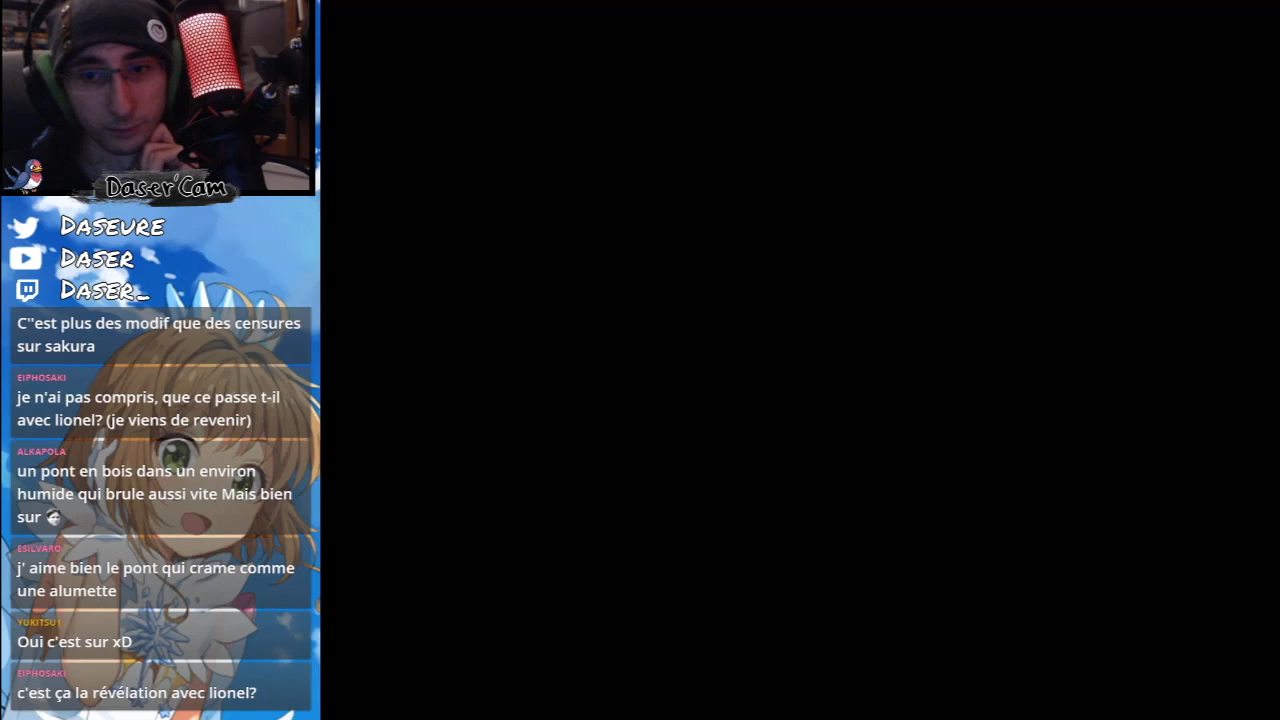 Daser'Cam
Daseure
Daser
Daser_
C''est plus des modif que des censures
sur sakura
EIPHOSAKI
je n'ai pas compris, que ce passe t-il
avec lionel? (je viens de revenir)
ALKAPOLA
un pont en bois dans un environ
humide qui brule aussi vite Mais bien
sur
ESILVARO
j' aime bien le pont qui crame comme
une alumette
YUKITSU1
Oui c'est sur xD
EIPHOSAKI
c'est ça la révélation avec lionel?